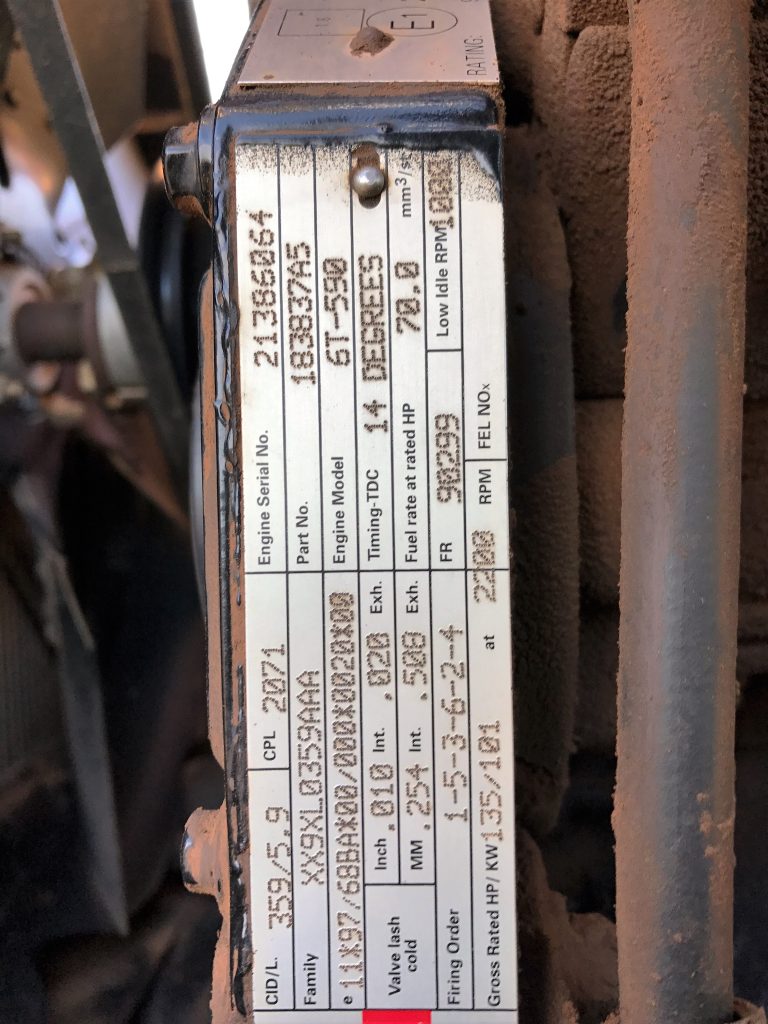 E1
RATING:
CID/L. 359/5.9 CPL 2071 Engine Serial No. 21386064
Family XX9XL0359AAA Part No. 183837A5
e 11*97/68BA*00/000*0020*00 Engine Model 6T-590
Valve lash cold Inch .010 Int. .020 Exh. Timing-TDC 14 DEGREES
MM .254 Int. .508 Exh. Fuel rate at rated HP 70.0 mm³/st
Firing Order 1-5-3-6-2-4 FR 90299 Low Idle RPM 1000
Gross Rated HP/ KW 135/101 at 2200 RPM FEL NOx